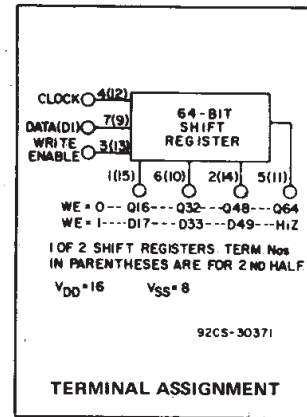 CLOCK 4(12)
DATA(D1) 7(9)
WRITE
ENABLE 3(13)
64-BIT
SHIFT
REGISTER
1(15) 6(10) 2(14) 5(11)
WE = 0--- Q16---Q32---Q48---Q64
WE = 1---D17---D33---D49---HiZ
1 OF 2 SHIFT REGISTERS. TERM. Nos
IN PARENTHESES ARE FOR 2 ND HALF
VDD=16 VSS=8
92CS-30371
TERMINAL ASSIGNMENT